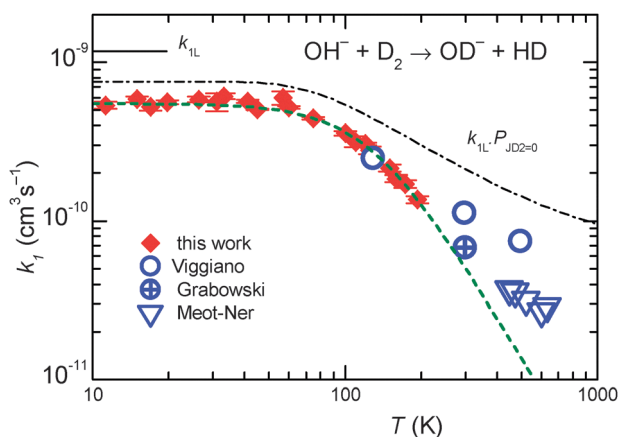 10⁻⁹
k₁L
OH⁻ + D₂ → OD⁻ + HD
k₁L.P_JD2=0
10⁻¹⁰
k₁ (cm³s⁻¹)
this work
Viggiano
Grabowski
Meot-Ner
10⁻¹¹
10
100
1000
T (K)